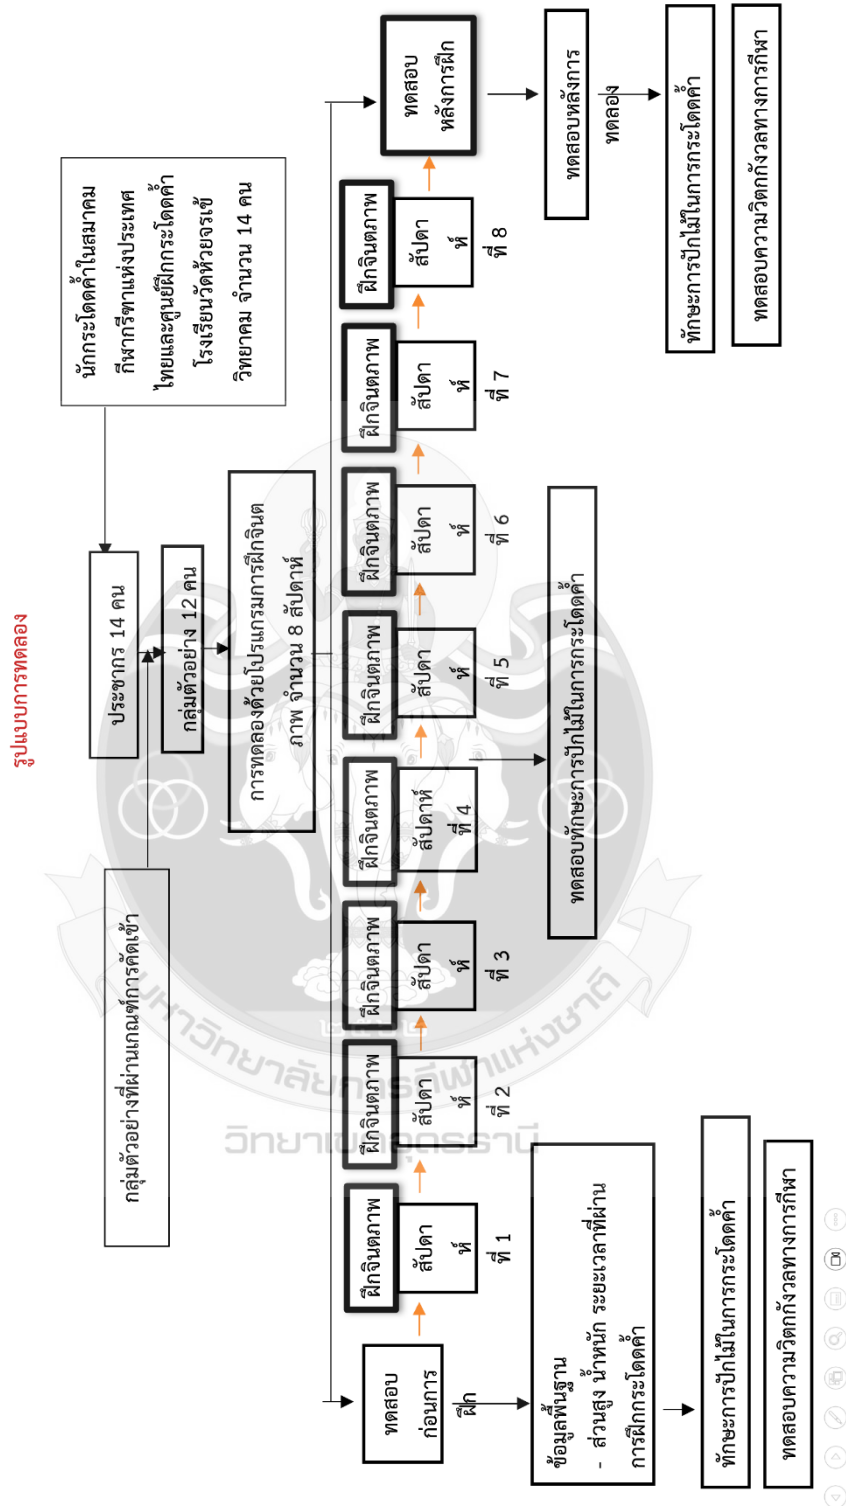 รูปแบบการทดลอง
นักกระโดดค้ำในสมาคม
กีฬากรีฑาแห่งประเทศ
ไทยและศูนย์ฝึกกระโดดค้ำ
โรงเรียนวัดห้วยจรเข้
วิทยาคม จำนวน 14 คน
ประชากร 14 คน
กลุ่มตัวอย่างที่ผ่านเกณฑ์การคัดเข้า
กลุ่มตัวอย่าง 12 คน
การทดลองด้วยโปรแกรมการฝึกจินต
ภาพ จำนวน 8 สัปดาห์
ทดสอบ
ก่อนการ
ฝึก
ฝึกจินตภาพ
สัปดา
ห์
ที่ 1
ฝึกจินตภาพ
สัปดา
ห์
ที่ 2
ฝึกจินตภาพ
สัปดา
ห์
ที่ 3
ฝึกจินตภาพ
สัปดาห์
ที่ 4
ฝึกจินตภาพ
สัปดา
ห์
ที่ 5
ฝึกจินตภาพ
สัปดา
ห์
ที่ 6
ฝึกจินตภาพ
สัปดา
ห์
ที่ 7
ฝึกจินตภาพ
สัปดา
ห์
ที่ 8
ทดสอบ
หลังการฝึก
ข้อมูลพื้นฐาน
- ส่วนสูง น้ำหนัก ระยะเวลาที่ผ่าน
การฝึกกระโดดค้ำ
ทักษะการปักไม้ในการกระโดดค้ำ
ทดสอบความวิตกกังวลทางการกีฬา
ทดสอบทักษะการปักไม้ในการกระโดดค้ำ
ทดสอบหลังการ
ทดลอง
ทักษะการปักไม้ในการกระโดดค้ำ
ทดสอบความวิตกกังวลทางการกีฬา
มหาวิทยาลัยการกีฬาแห่งชาติ
วิทยาเขตอุดรธานี